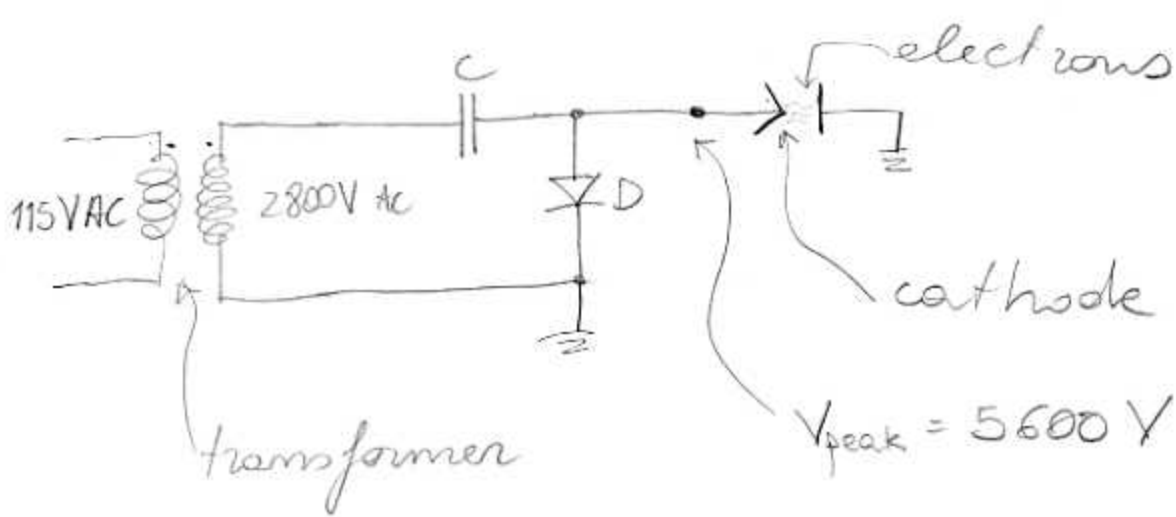 electrons
C
115VAC
2800V AC
D
cathode
Vpeak = 5600 V
transformer